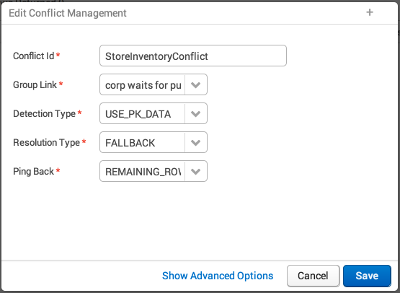 Edit Conflict Management +
Conflict Id * StoreInventoryConflict
Group Link * corp waits for pu
Detection Type * USE_PK_DATA
Resolution Type * FALLBACK
Ping Back * REMAINING_ROW
Show Advanced Options Cancel Save